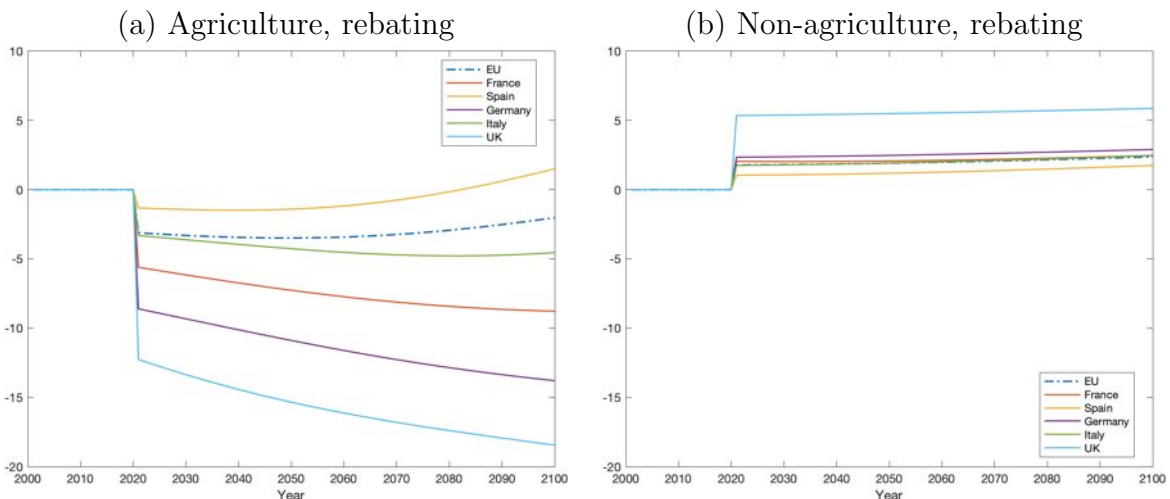 (a) Agriculture, rebating
10
5
0
-5
-10
-15
-20
2000 2010 2020 2030 2040 2050 2060 2070 2080 2090 2100
Year
EU
France
Spain
Germany
Italy
UK
(b) Non-agriculture, rebating
10
5
0
-5
-10
-15
-20
2000 2010 2020 2030 2040 2050 2060 2070 2080 2090 2100
Year
EU
France
Spain
Germany
Italy
UK